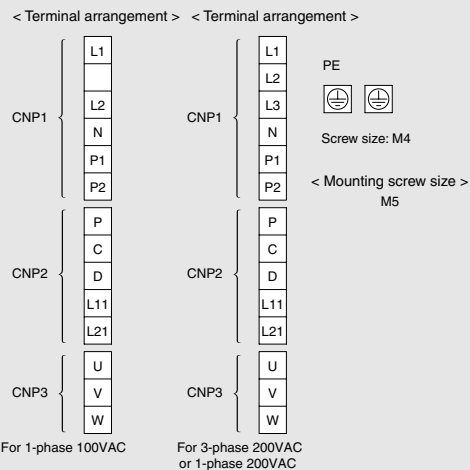 < Terminal arrangement >
CNP1
L1
L2
N
P1
P2
CNP2
P
C
D
L11
L21
CNP3
U
V
W
For 1-phase 100VAC
< Terminal arrangement >
CNP1
L1
L2
L3
N
P1
P2
CNP2
P
C
D
L11
L21
CNP3
U
V
W
For 3-phase 200VAC
or 1-phase 200VAC
PE
Screw size: M4
< Mounting screw size >
M5